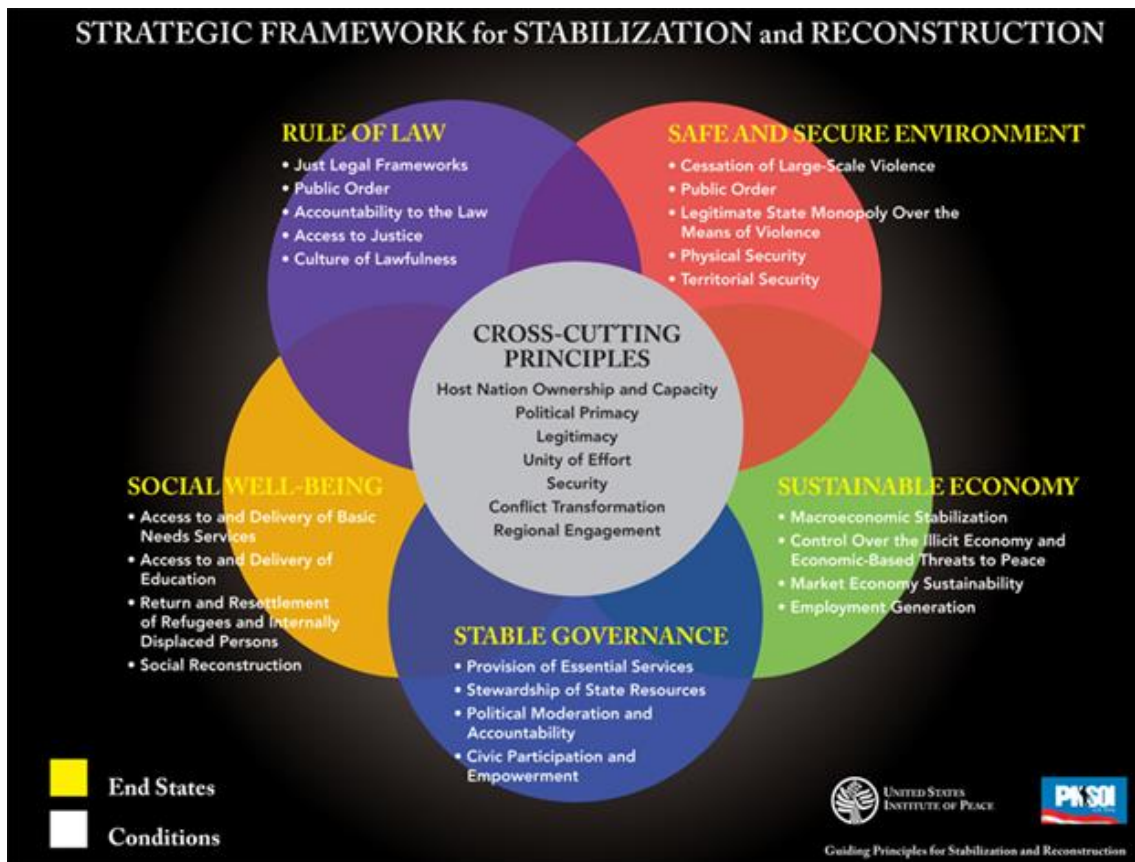 STRATEGIC FRAMEWORK for STABILIZATION and RECONSTRUCTION
RULE OF LAW
• Just Legal Frameworks
• Public Order
• Accountability to the Law
• Access to Justice
• Culture of Lawfulness
SAFE AND SECURE ENVIRONMENT
• Cessation of Large-Scale Violence
• Public Order
• Legitimate State Monopoly Over the
Means of Violence
• Physical Security
• Territorial Security
CROSS-CUTTING
PRINCIPLES
Host Nation Ownership and Capacity
Political Primacy
Legitimacy
Unity of Effort
Security
Conflict Transformation
Regional Engagement
SOCIAL WELL-BEING
• Access to and Delivery of Basic
Needs Services
• Access to and Delivery of
Education
• Return and Resettlement
of Refugees and Internally
Displaced Persons
• Social Reconstruction
SUSTAINABLE ECONOMY
• Macroeconomic Stabilization
• Control Over the Illicit Economy and
Economic-Based Threats to Peace
• Market Economy Sustainability
• Employment Generation
STABLE GOVERNANCE
• Provision of Essential Services
• Stewardship of State Resources
• Political Moderation and
Accountability
• Civic Participation and
Empowerment
End States
Conditions
UNITED STATES
INSTITUTE OF PEACE
PKSOI
Guiding Principles for Stabilization and Reconstruction